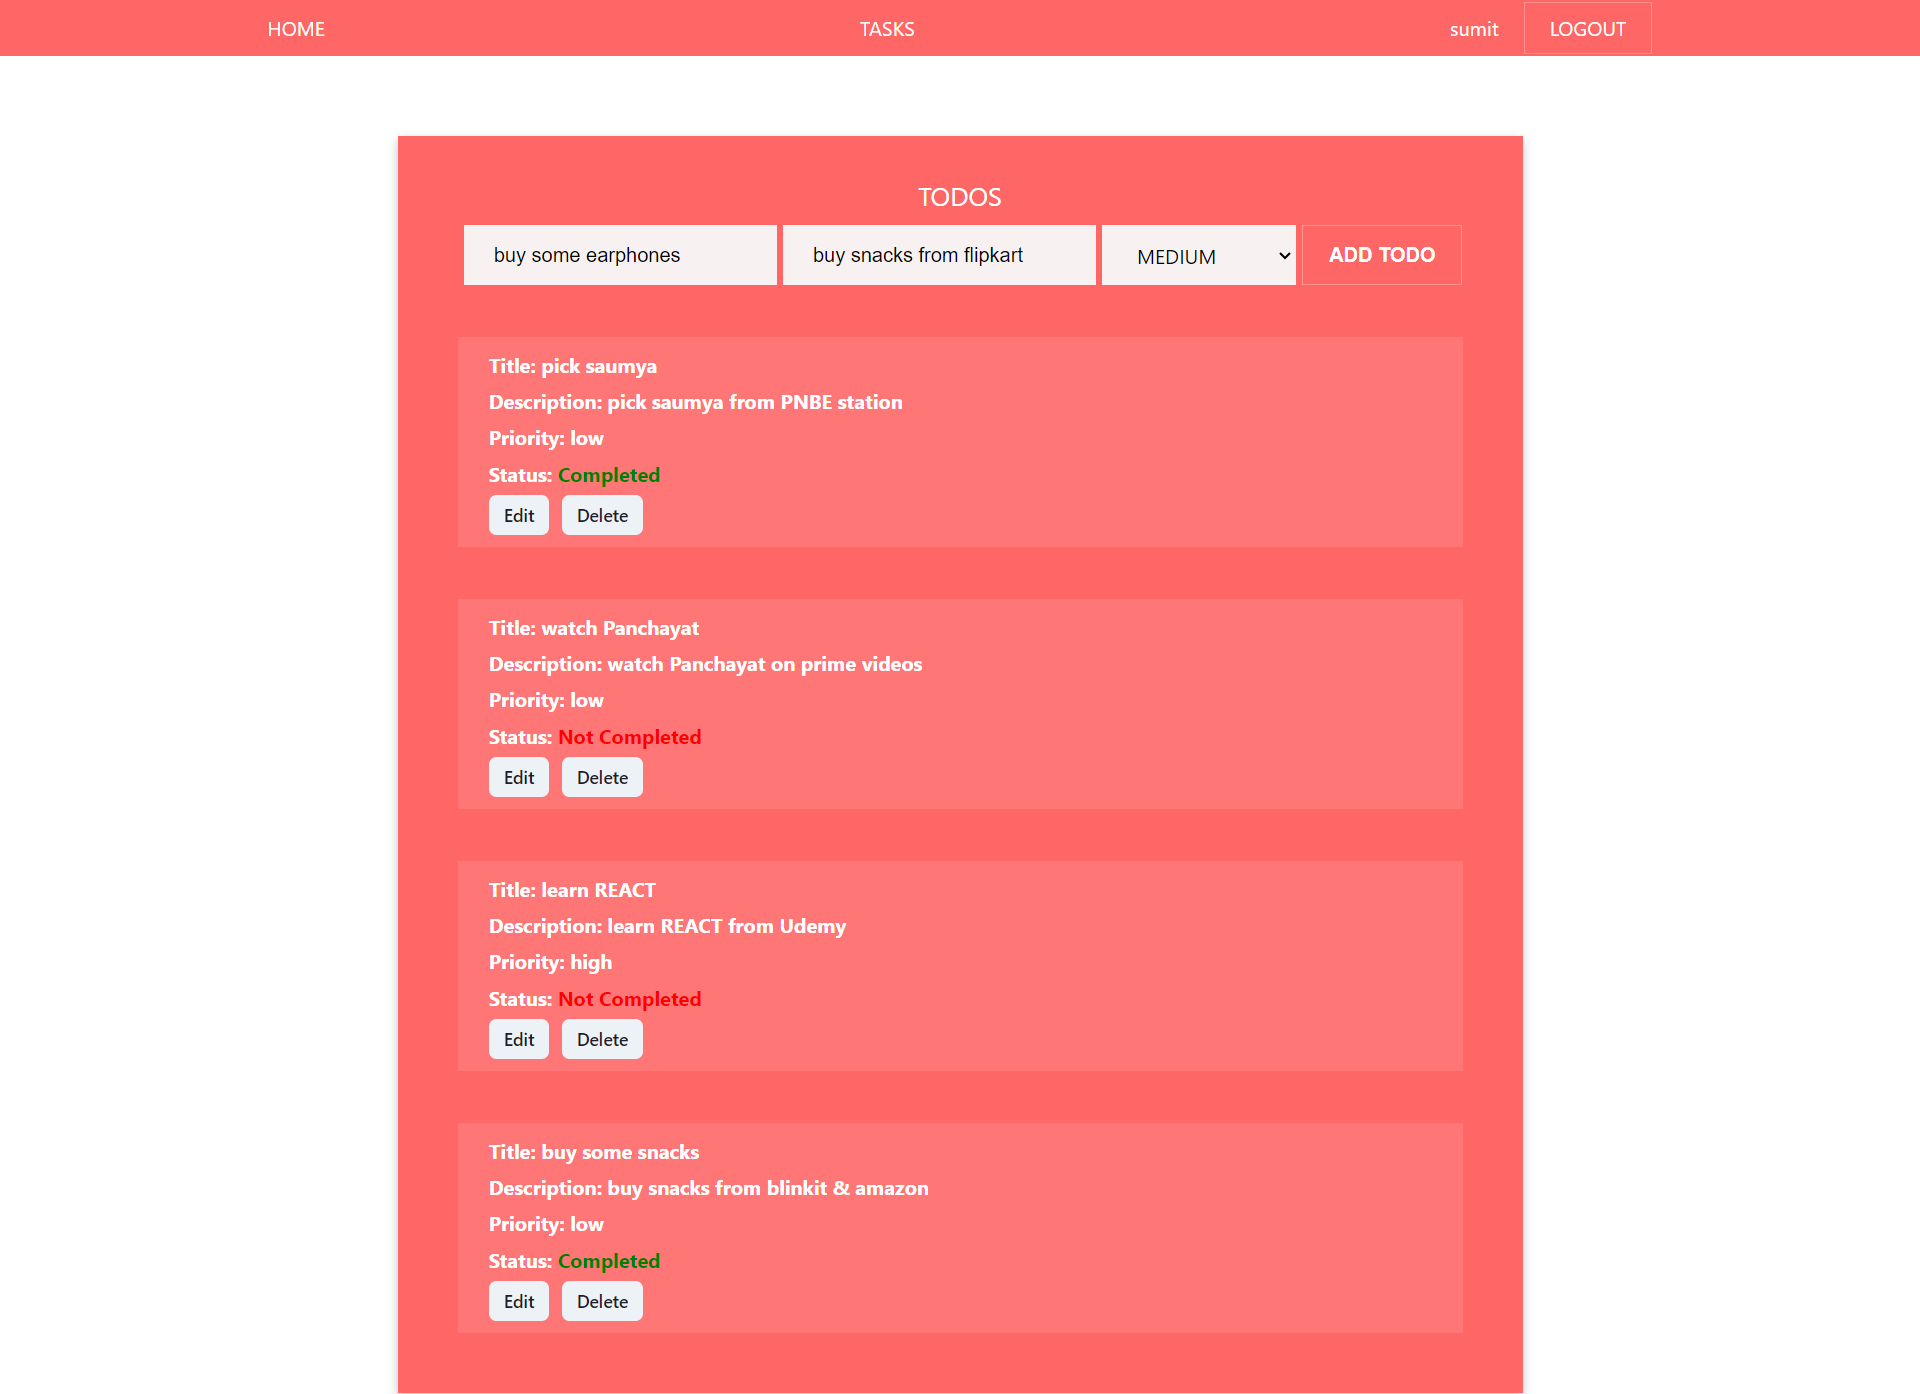 HOME TASKS sumit LOGOUT
TODOS
buy some earphones buy snacks from flipkart MEDIUM ADD TODO
Title: pick saumya
Description: pick saumya from PNBE station
Priority: low
Status: Completed
Edit Delete
Title: watch Panchayat
Description: watch Panchayat on prime videos
Priority: low
Status: Not Completed
Edit Delete
Title: learn REACT
Description: learn REACT from Udemy
Priority: high
Status: Not Completed
Edit Delete
Title: buy some snacks
Description: buy snacks from blinkit & amazon
Priority: low
Status: Completed
Edit Delete